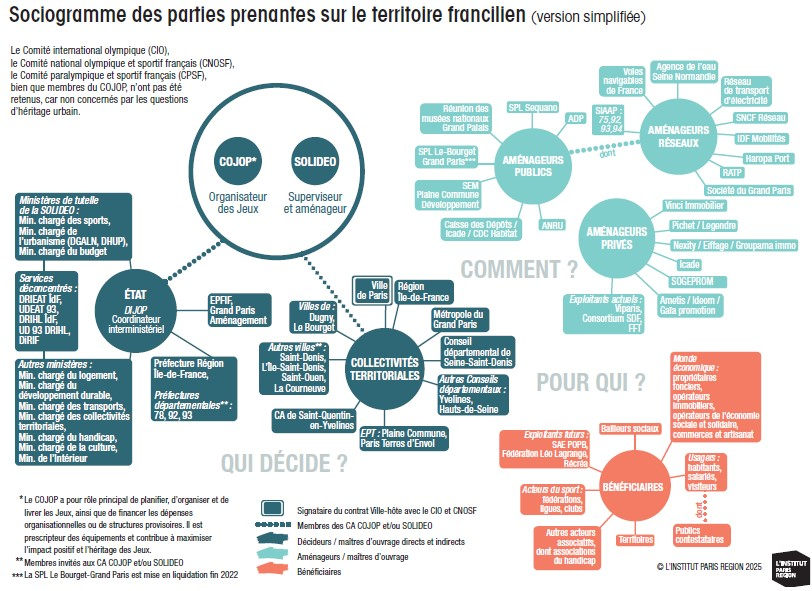 Sociogramme des parties prenantes sur le territoire francilien (version simplifiée)
Le Comité international olympique (CIO),
le Comité national olympique et sportif français (CNOSF),
le Comité paralympique et sportif français (CPSF),
bien que membres du COJOP, n'ont pas été
retenus, car non concernés par les questions
d'héritage urbain.
COJOP*
Organisateur
des Jeux
SOLIDEO
Superviseur
et aménageur
Ministères de tutelle
de la SOLIDEO :
Min. chargé des sports,
Min. chargé de
l'urbanisme (DGALN, DHUP),
Min. chargé du budget
Services
déconcentrés :
DRIEAT IdF,
UDEAT 93,
DRIHL IdF,
UD 93 DRIHL,
DiRIF
Autres ministères :
Min. chargé du logement,
Min. chargé du
développement durable,
Min. chargé des transports,
Min. chargé des collectivités
territoriales,
Min. chargé du handicap,
Min. chargé de la culture,
Min. de l'Intérieur
ÉTAT
DIJOP
Coordinateur
interministériel
EPFIF,
Grand Paris
Aménagement
Préfecture Région
Île-de-France,
Préfectures
départementales** :
78, 92, 93
Ville
de Paris
Région
Île-de-France
Villes de :
Dugny,
Le Bourget
Métropole du
Grand Paris
Autres villes** :
Saint-Denis,
L'Île-Saint-Denis,
Saint-Ouen,
La Courneuve
COLLECTIVITÉS
TERRITORIALES
Conseil
départemental de
Seine-Saint-Denis
Autres Conseils
départementaux :
Yvelines,
Hauts-de-Seine
CA de Saint-Quentin-
en-Yvelines
EPT : Plaine Commune,
Paris Terres d'Envol
QUI DÉCIDE ?
Réunion des
musées nationaux
Grand Palais
SPL Sequano
ADP
SPL Le-Bourget
Grand Paris***
SEM
Plaine Commune
Développement
Caisse des Dépôts /
Icade / CDC Habitat
ANRU
AMÉNAGEURS
PUBLICS
dont
Voies
navigables
de France
Agence de l'eau
Seine Normandie
SIAAP :
75,92,
93,94
Réseau
de transport
d'électricité
SNCF Réseau
IDF Mobilités
Haropa Port
RATP
Société du Grand Paris
AMÉNAGEURS
RÉSEAUX
AMÉNAGEURS
PRIVÉS
Vinci Immobilier
Pichet / Legendre
Nexity / Eiffage / Groupama immo
Icade
SOGEPROM
Amotis / Ideom /
Gaïa promotion
Exploitants actuels :
Viparis,
Consortium SDF,
FFT
COMMENT ?
POUR QUI ?
Monde
économique :
propriétaires
fonciers,
opérateurs
immobiliers,
opérateurs de l'économie
sociale et solidaire,
commerces et artisanat
Bailleurs sociaux
Exploitants futurs :
SAE POPB,
Fédération Léo Lagrange,
Récréa
Acteurs du sport :
fédérations,
ligues, clubs
BÉNÉFICIAIRES
Usagers :
habitants,
salariés,
visiteurs
dont
Publics
contestataires
Autres acteurs
associatifs,
dont associations
du handicap
Territoires
* Le COJOP a pour rôle principal de planifier, d'organiser et de
livrer les Jeux, ainsi que de financer les dépenses
organisationnelles ou de structures provisoires. Il est
prescripteur des équipements et contribue à maximiser
l'impact positif et l'héritage des Jeux.
** Membres invités aux CA COJOP et/ou SOLIDEO
*** La SPL Le Bourget-Grand Paris est mise en liquidation fin 2022
Signataire du contrat Ville-hôte avec le CIO et CNOSF
Membres des CA COJOP et/ou SOLIDEO
Décideurs / maîtres d'ouvrage directs et indirects
Aménageurs / maîtres d'ouvrage
Bénéficiaires
© L'INSTITUT PARIS REGION 2025
L'INSTITUT
PARIS
REGION